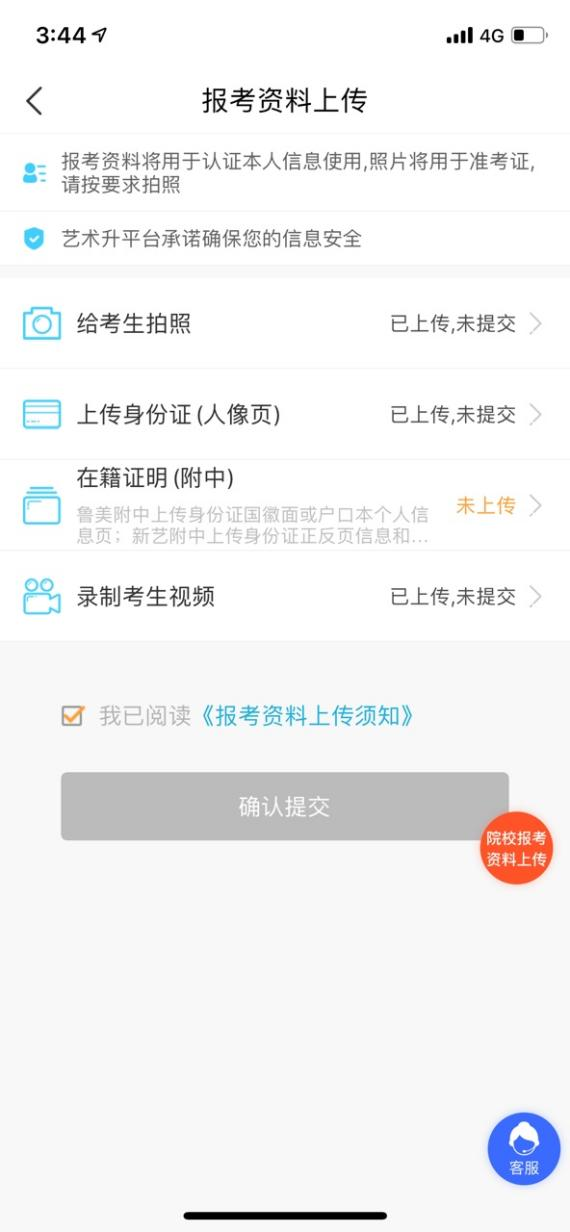 3:44
4G
报考资料上传
报考资料将用于认证本人信息使用,照片将用于准考证,
请按要求拍照
艺术升平台承诺确保您的信息安全
给考生拍照
已上传,未提交
上传身份证(人像页)
已上传,未提交
在籍证明(附中)
鲁美附中上传身份证国徽面或户口本个人信
息页；新艺附中上传身份证正反页信息和...
未上传
录制考生视频
已上传,未提交
我已阅读《报考资料上传须知》
确认提交
院校报考
资料上传
客服